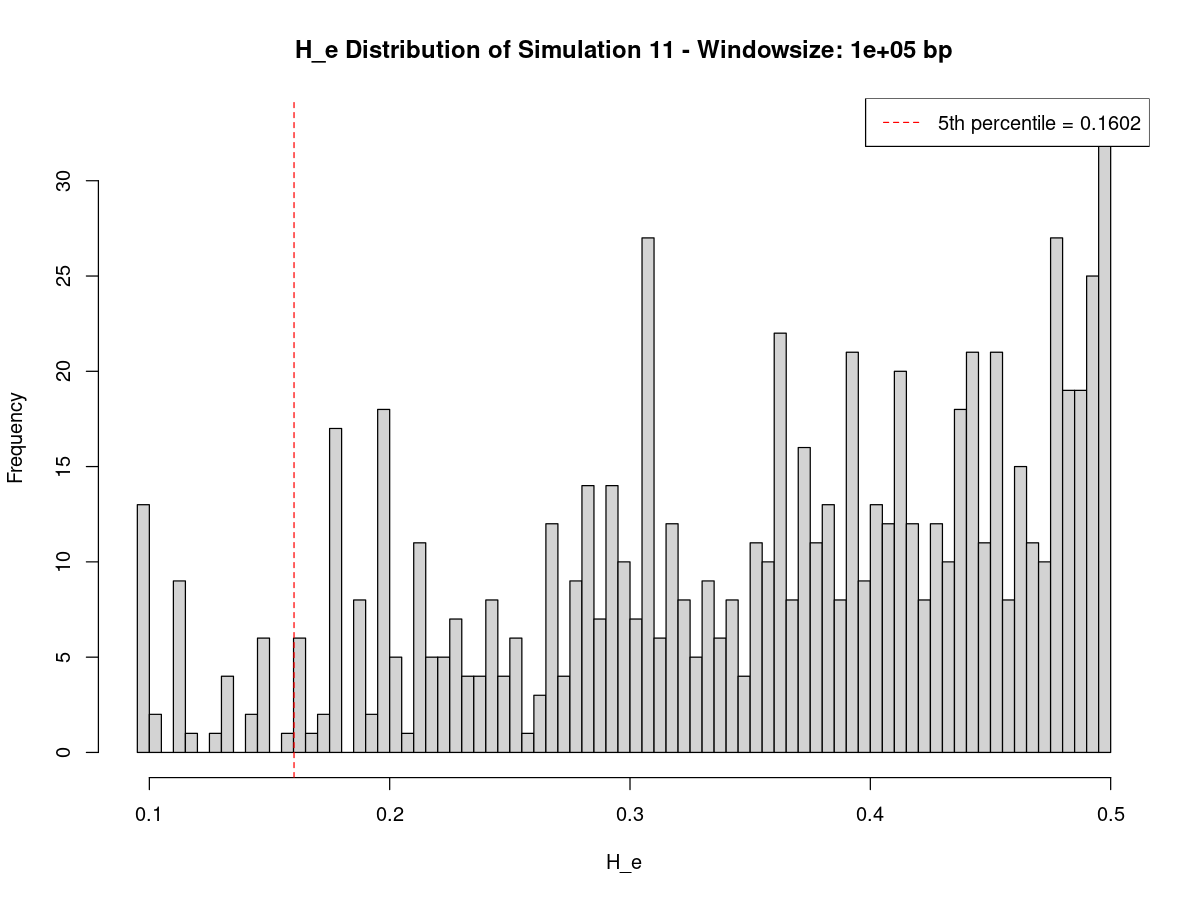 H_e Distribution of Simulation 11 - Windowsize: 1e+05 bp
5th percentile = 0.1602
Frequency
30
25
20
15
10
5
0
0.1 0.2 0.3 0.4 0.5
H_e